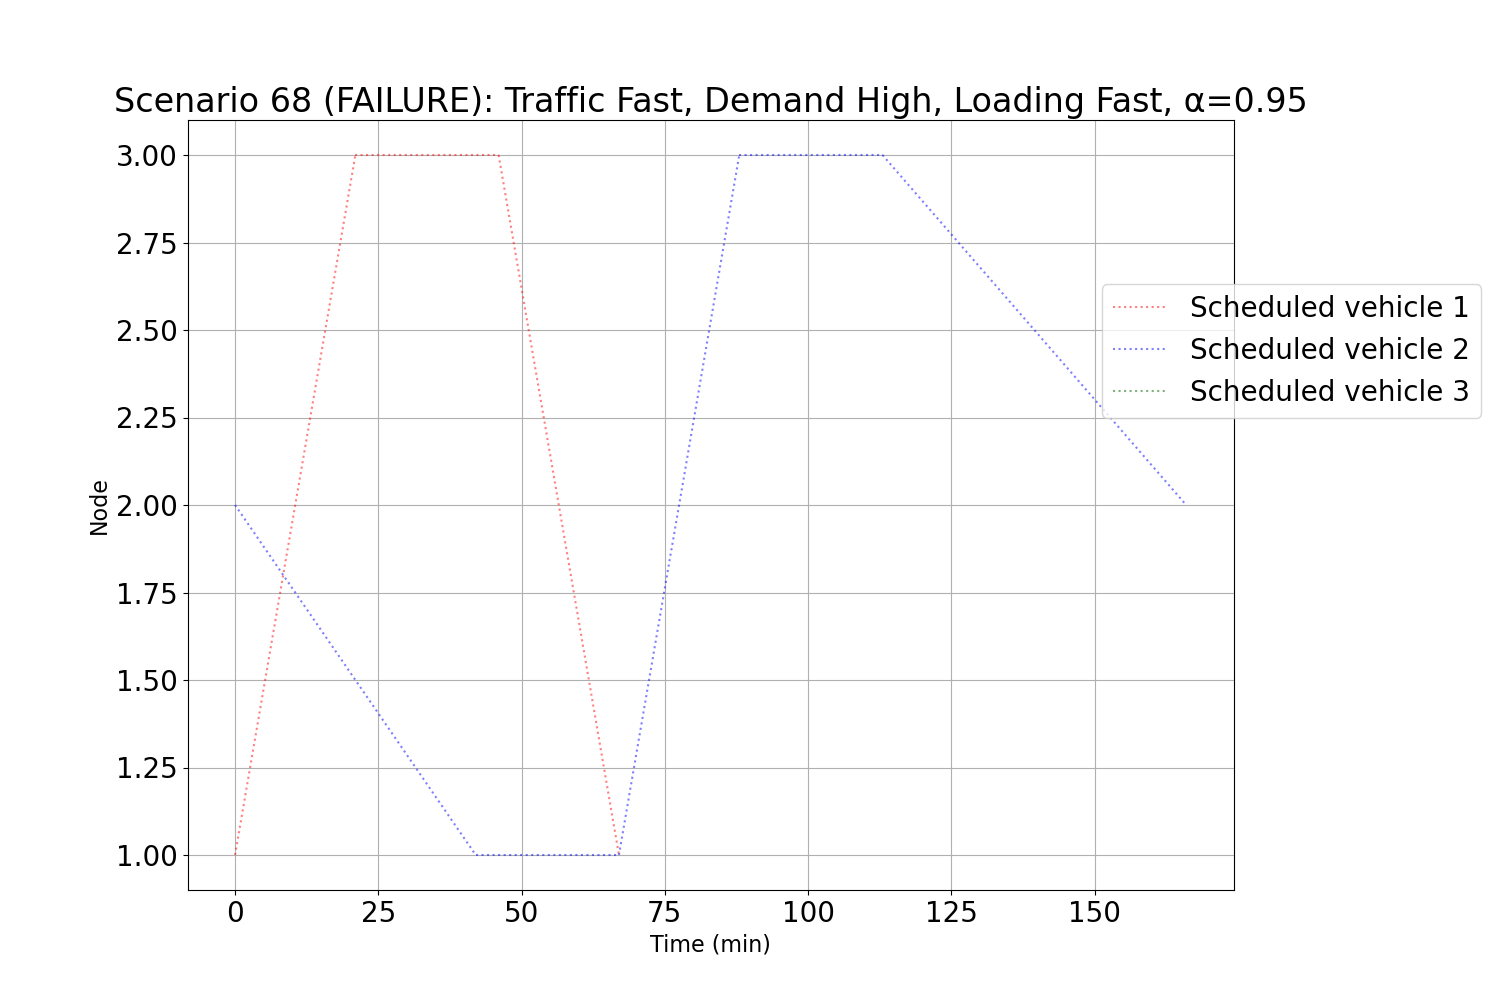 Scenario 68 (FAILURE): Traffic Fast, Demand High, Loading Fast, α=0.95
3.00
2.75
2.50
2.25
2.00
1.75
1.50
1.25
1.00
Node
Scheduled vehicle 1
Scheduled vehicle 2
Scheduled vehicle 3
0 25 50 75 100 125 150
Time (min)